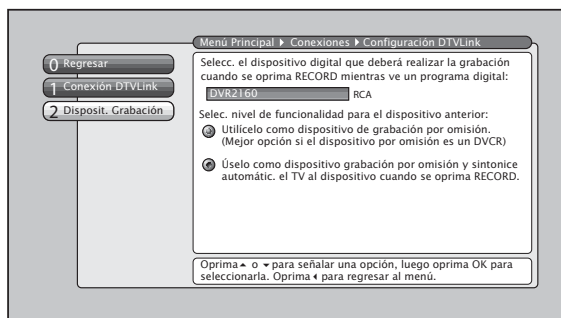 Menú Principal ▸ Conexiones ▸ Configuración DTVLink
0 Regresar
1 Conexión DTVLink
2 Disposit. Grabación
Selecc. el dispositivo digital que deberá realizar la grabación
cuando se oprima RECORD mientras ve un programa digital:
DVR2160 RCA
Selec. nivel de funcionalidad para el dispositivo anterior:
Utilícelo como dispositivo de grabación por omisión.
(Mejor opción si el dispositivo por omisión es un DVCR)
Úselo como dispositivo grabación por omisión y sintonice
automátic. el TV al dispositivo cuando se oprima RECORD.
Oprima ▴ o ▾ para señalar una opción, luego oprima OK para
seleccionarla. Oprima ◂ para regresar al menú.